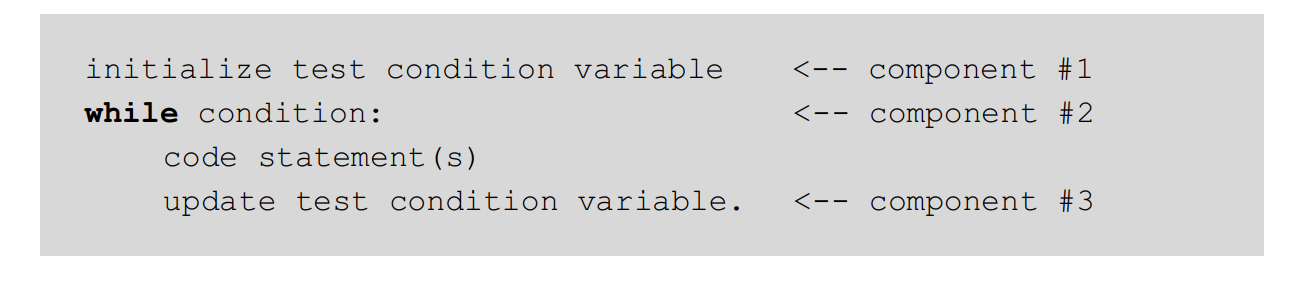 initialize test condition variable <-- component #1
while condition: <-- component #2
code statement(s)
update test condition variable. <-- component #3